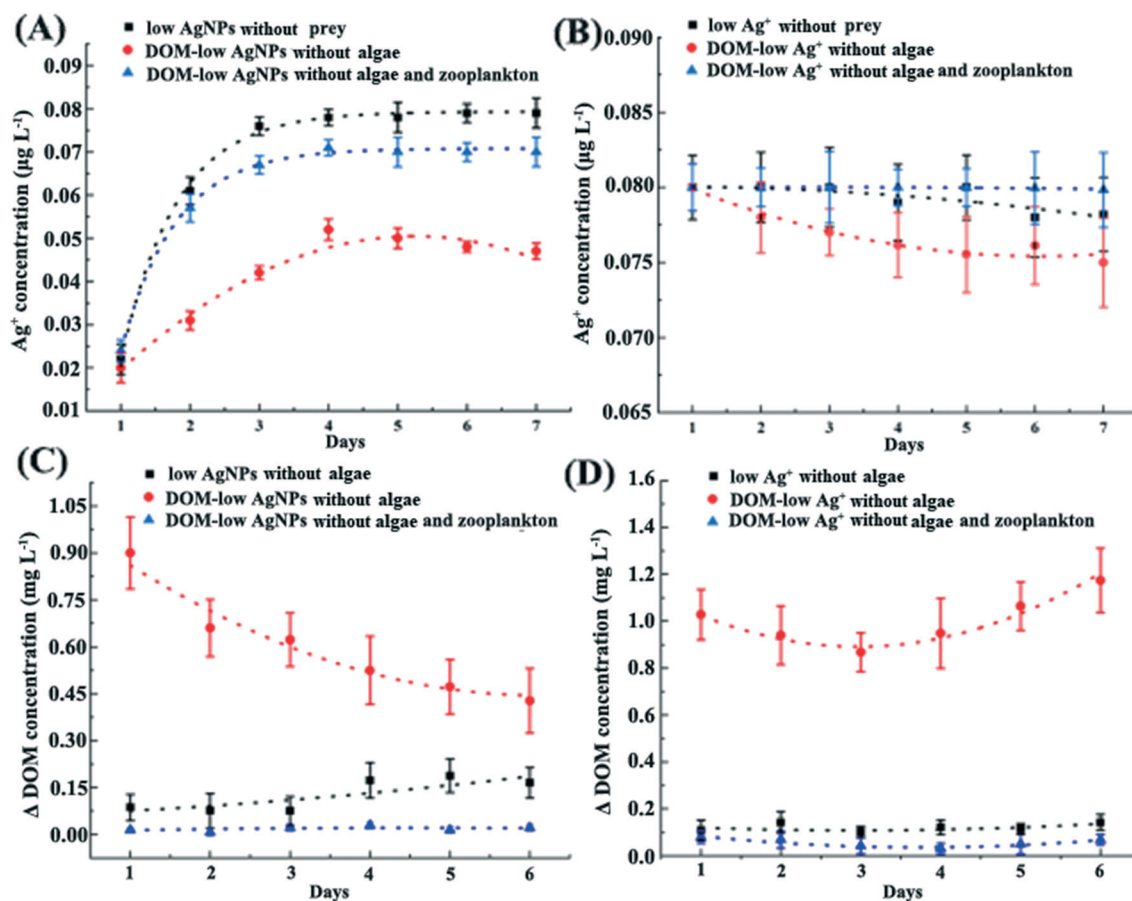 (A)
low AgNPs without prey
DOM-low AgNPs without algae
DOM-low AgNPs without algae and zooplankton
Ag⁺ concentration (μg L⁻¹)
0.09
0.08
0.07
0.06
0.05
0.04
0.03
0.02
0.01
1 2 3 4 5 6 7
Days
(B)
low Ag⁺ without prey
DOM-low Ag⁺ without algae
DOM-low Ag⁺ without algae and zooplankton
Ag⁺ concentration (μg L⁻¹)
0.090
0.085
0.080
0.075
0.070
0.065
1 2 3 4 5 6 7
Days
(C)
low AgNPs without algae
DOM-low AgNPs without algae
DOM-low AgNPs without algae and zooplankton
Δ DOM concentration (mg L⁻¹)
1.05
0.90
0.75
0.60
0.45
0.30
0.15
0.00
1 2 3 4 5 6
Days
(D)
low Ag⁺ without algae
DOM-low Ag⁺ without algae
DOM-low Ag⁺ without algae and zooplankton
Δ DOM concentration (mg L⁻¹)
1.6
1.4
1.2
1.0
0.8
0.6
0.4
0.2
0.0
1 2 3 4 5 6
Days